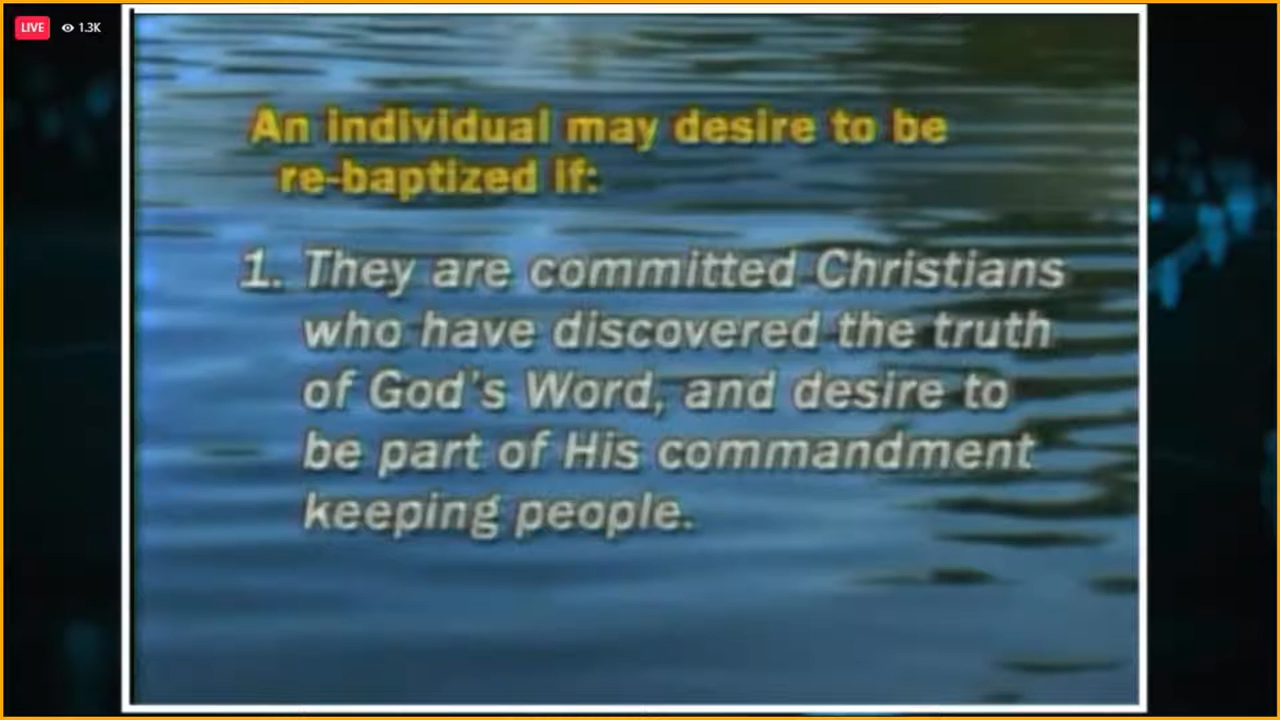 LIVE 1.3K
An individual may desire to be
re-baptized if:
1. They are committed Christians
who have discovered the truth
of God's Word, and desire to
be part of His commandment
keeping people.